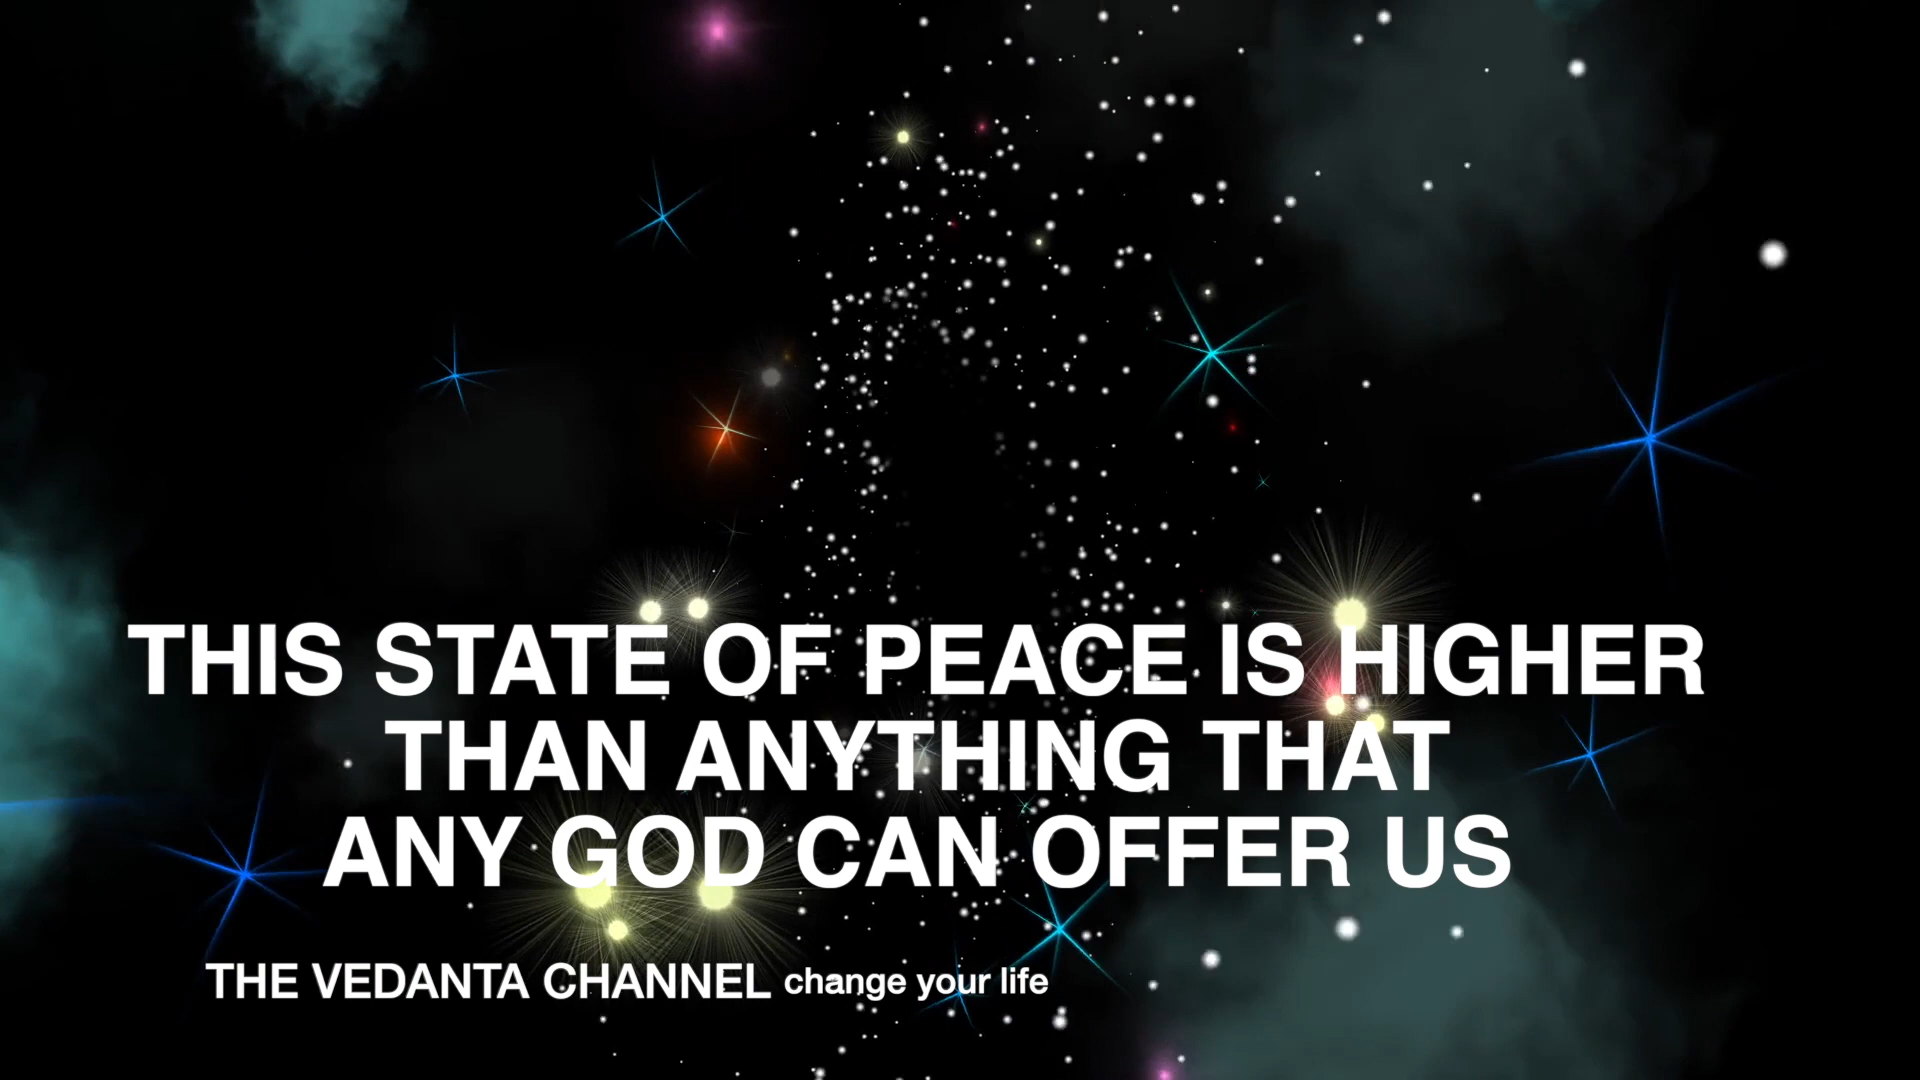 THIS STATE OF PEACE IS HIGHER
THAN ANYTHING THAT
ANY GOD CAN OFFER US
THE VEDANTA CHANNEL change your life